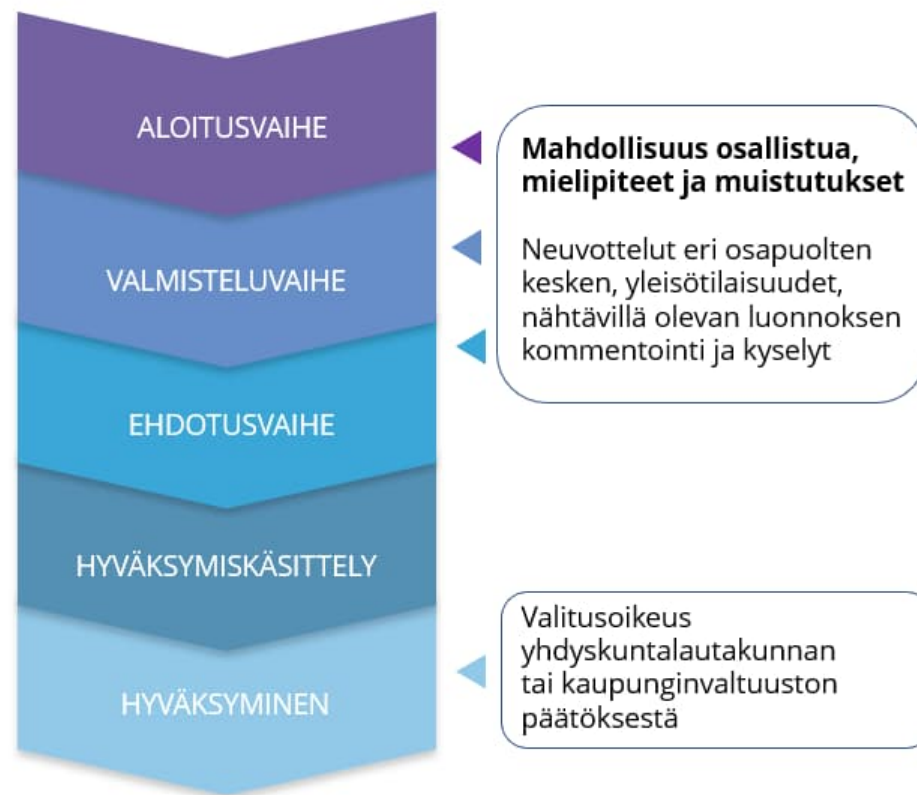 ALOITUSVAIHE
Mahdollisuus osallistua,
mielipiteet ja muistutukset
VALMISTELUVAIHE
Neuvottelut eri osapuolten
kesken, yleisötilaisuudet,
nähtävillä olevan luonnoksen
kommentointi ja kyselyt
EHDOTUSVAIHE
HYVÄKSYMISKÄSITTELY
HYVÄKSYMINEN
Valitusoikeus
yhdyskuntalautakunnan
tai kaupunginvaltuuston
päätöksestä